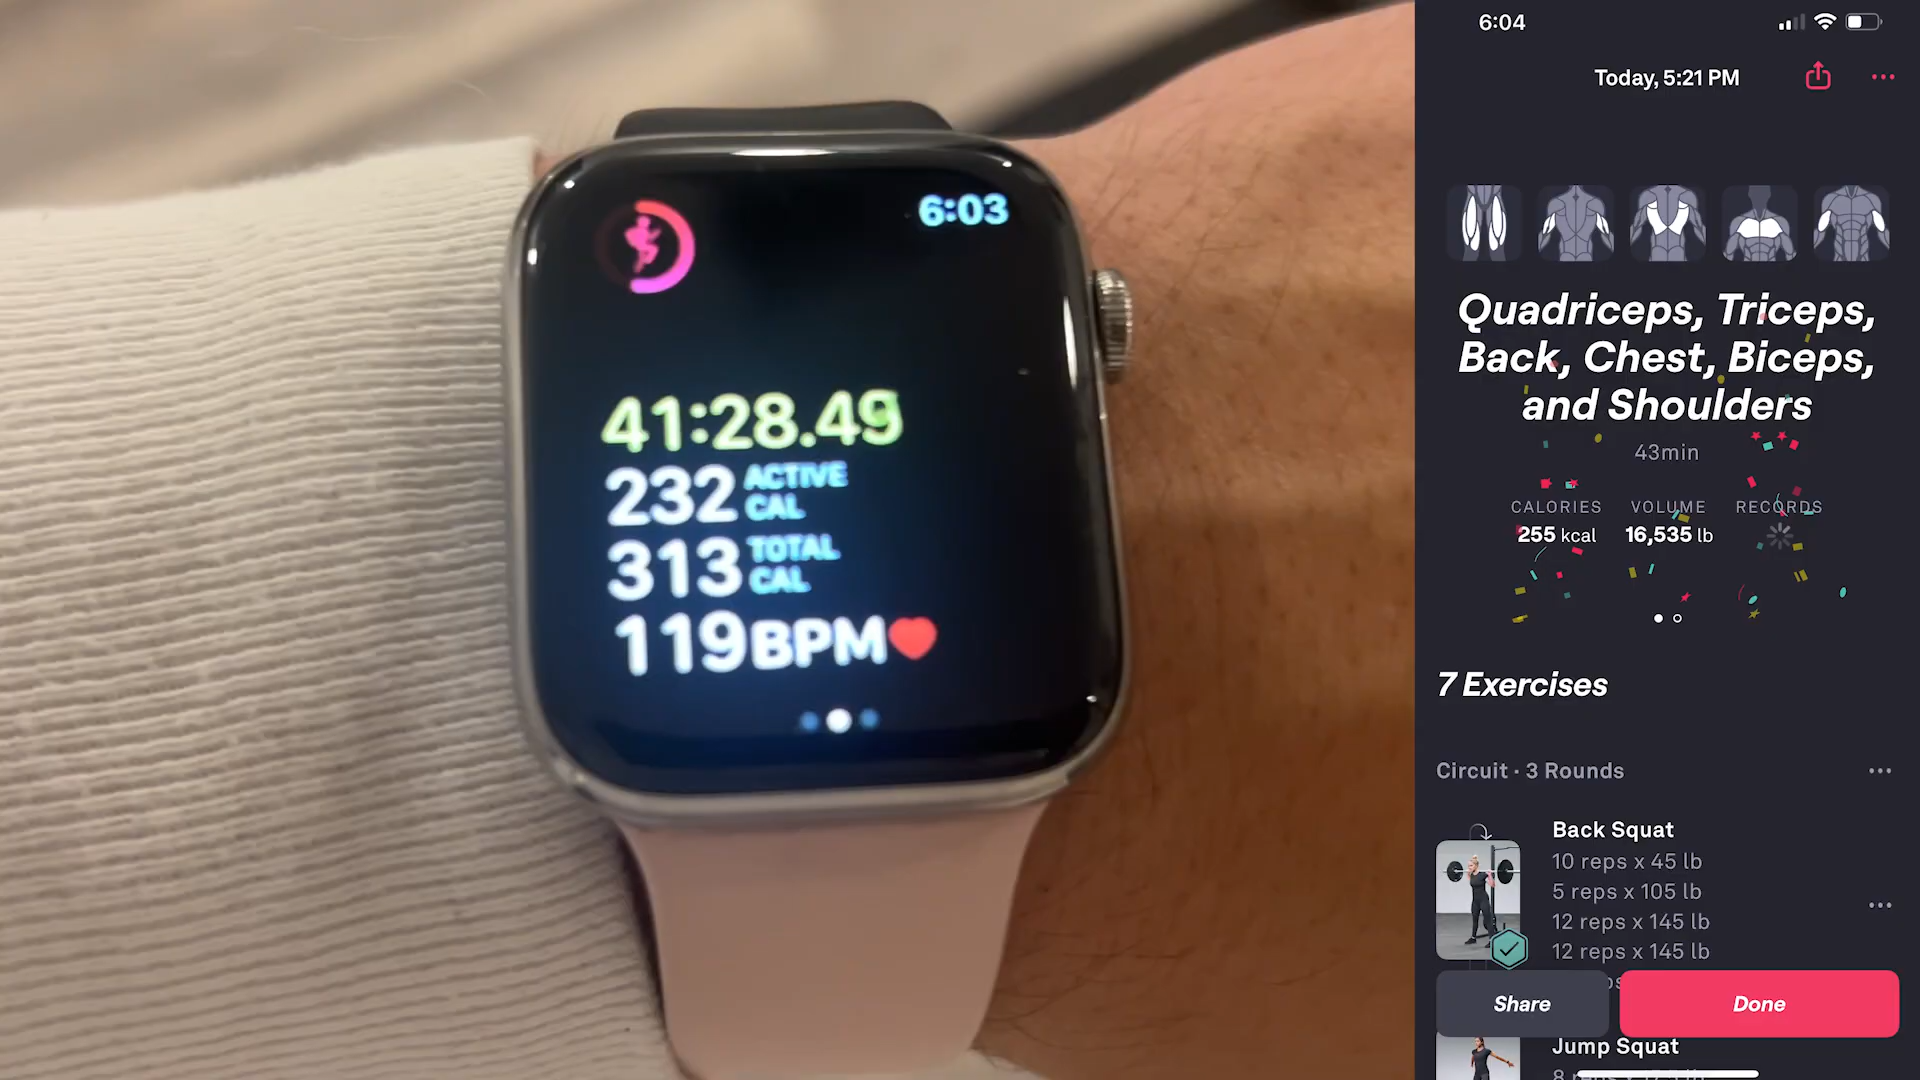 6:03
41:28.49
232 ACTIVE CAL
313 TOTAL CAL
119BPM
6:04
Today, 5:21 PM
Quadriceps, Triceps,
Back, Chest, Biceps,
and Shoulders
43min
CALORIES VOLUME RECORDS
255 kcal 16,535 lb
7 Exercises
Circuit · 3 Rounds
Back Squat
10 reps x 45 lb
5 reps x 105 lb
12 reps x 145 lb
12 reps x 145 lb
Share Done
Jump Squat